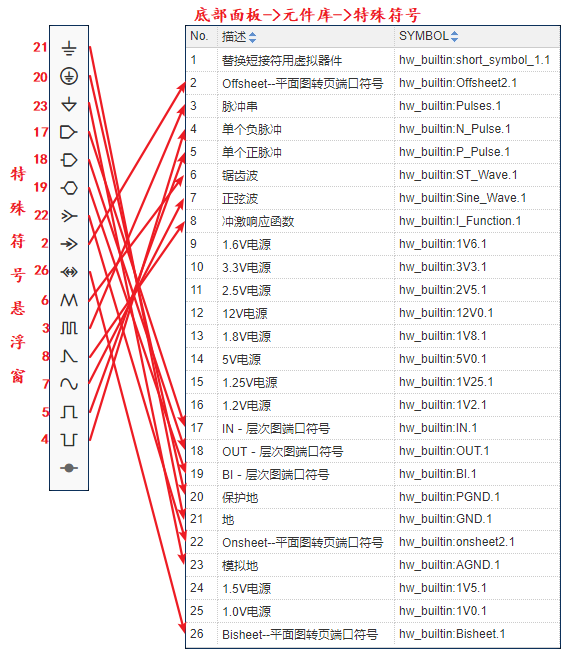 底部面板->元件库->特殊符号
特殊符号悬浮窗
21
20
23
17
18
19
22
2
26
6
3
8
7
5
4
No. 描述 SYMBOL
1 替换短接符用虚拟器件 hw_builtin:short_symbol_1.1
2 Offsheet--平面图转页端口符号 hw_builtin:Offsheet2.1
3 脉冲串 hw_builtin:Pulses.1
4 单个负脉冲 hw_builtin:N_Pulse.1
5 单个正脉冲 hw_builtin:P_Pulse.1
6 锯齿波 hw_builtin:ST_Wave.1
7 正弦波 hw_builtin:Sine_Wave.1
8 冲激响应函数 hw_builtin:I_Function.1
9 1.6V电源 hw_builtin:1V6.1
10 3.3V电源 hw_builtin:3V3.1
11 2.5V电源 hw_builtin:2V5.1
12 12V电源 hw_builtin:12V0.1
13 1.8V电源 hw_builtin:1V8.1
14 5V电源 hw_builtin:5V0.1
15 1.25V电源 hw_builtin:1V25.1
16 1.2V电源 hw_builtin:1V2.1
17 IN - 层次图端口符号 hw_builtin:IN.1
18 OUT - 层次图端口符号 hw_builtin:OUT.1
19 BI - 层次图端口符号 hw_builtin:BI.1
20 保护地 hw_builtin:PGND.1
21 地 hw_builtin:GND.1
22 Onsheet--平面图转页端口符号 hw_builtin:onsheet2.1
23 模拟地 hw_builtin:AGND.1
24 1.5V电源 hw_builtin:1V5.1
25 1.0V电源 hw_builtin:1V0.1
26 Bisheet--平面图转页端口符号 hw_builtin:Bisheet.1